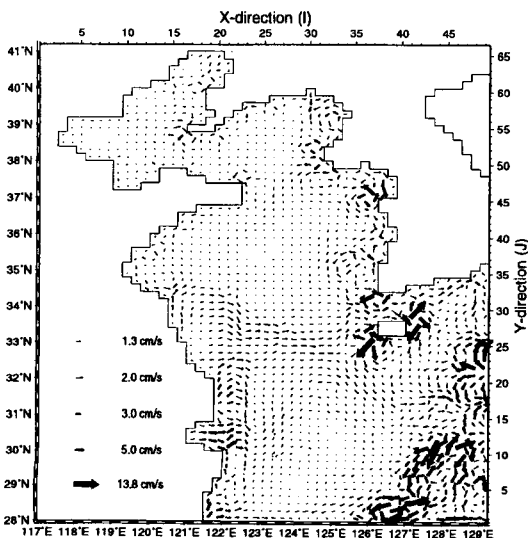 X-direction (I)
5 10 15 20 25 30 35 40 45
41°N
40°N
39°N
38°N
37°N
36°N
35°N
34°N
33°N
32°N
31°N
30°N
29°N
28°N
65
60
55
50
45
40
35
30
25
20
15
10
5
Y-direction (J)
1.3 cm/s
2.0 cm/s
3.0 cm/s
5.0 cm/s
13.8 cm/s
117°E 118°E 119°E 120°E 121°E 122°E 123°E 124°E 125°E 126°E 127°E 128°E 129°E